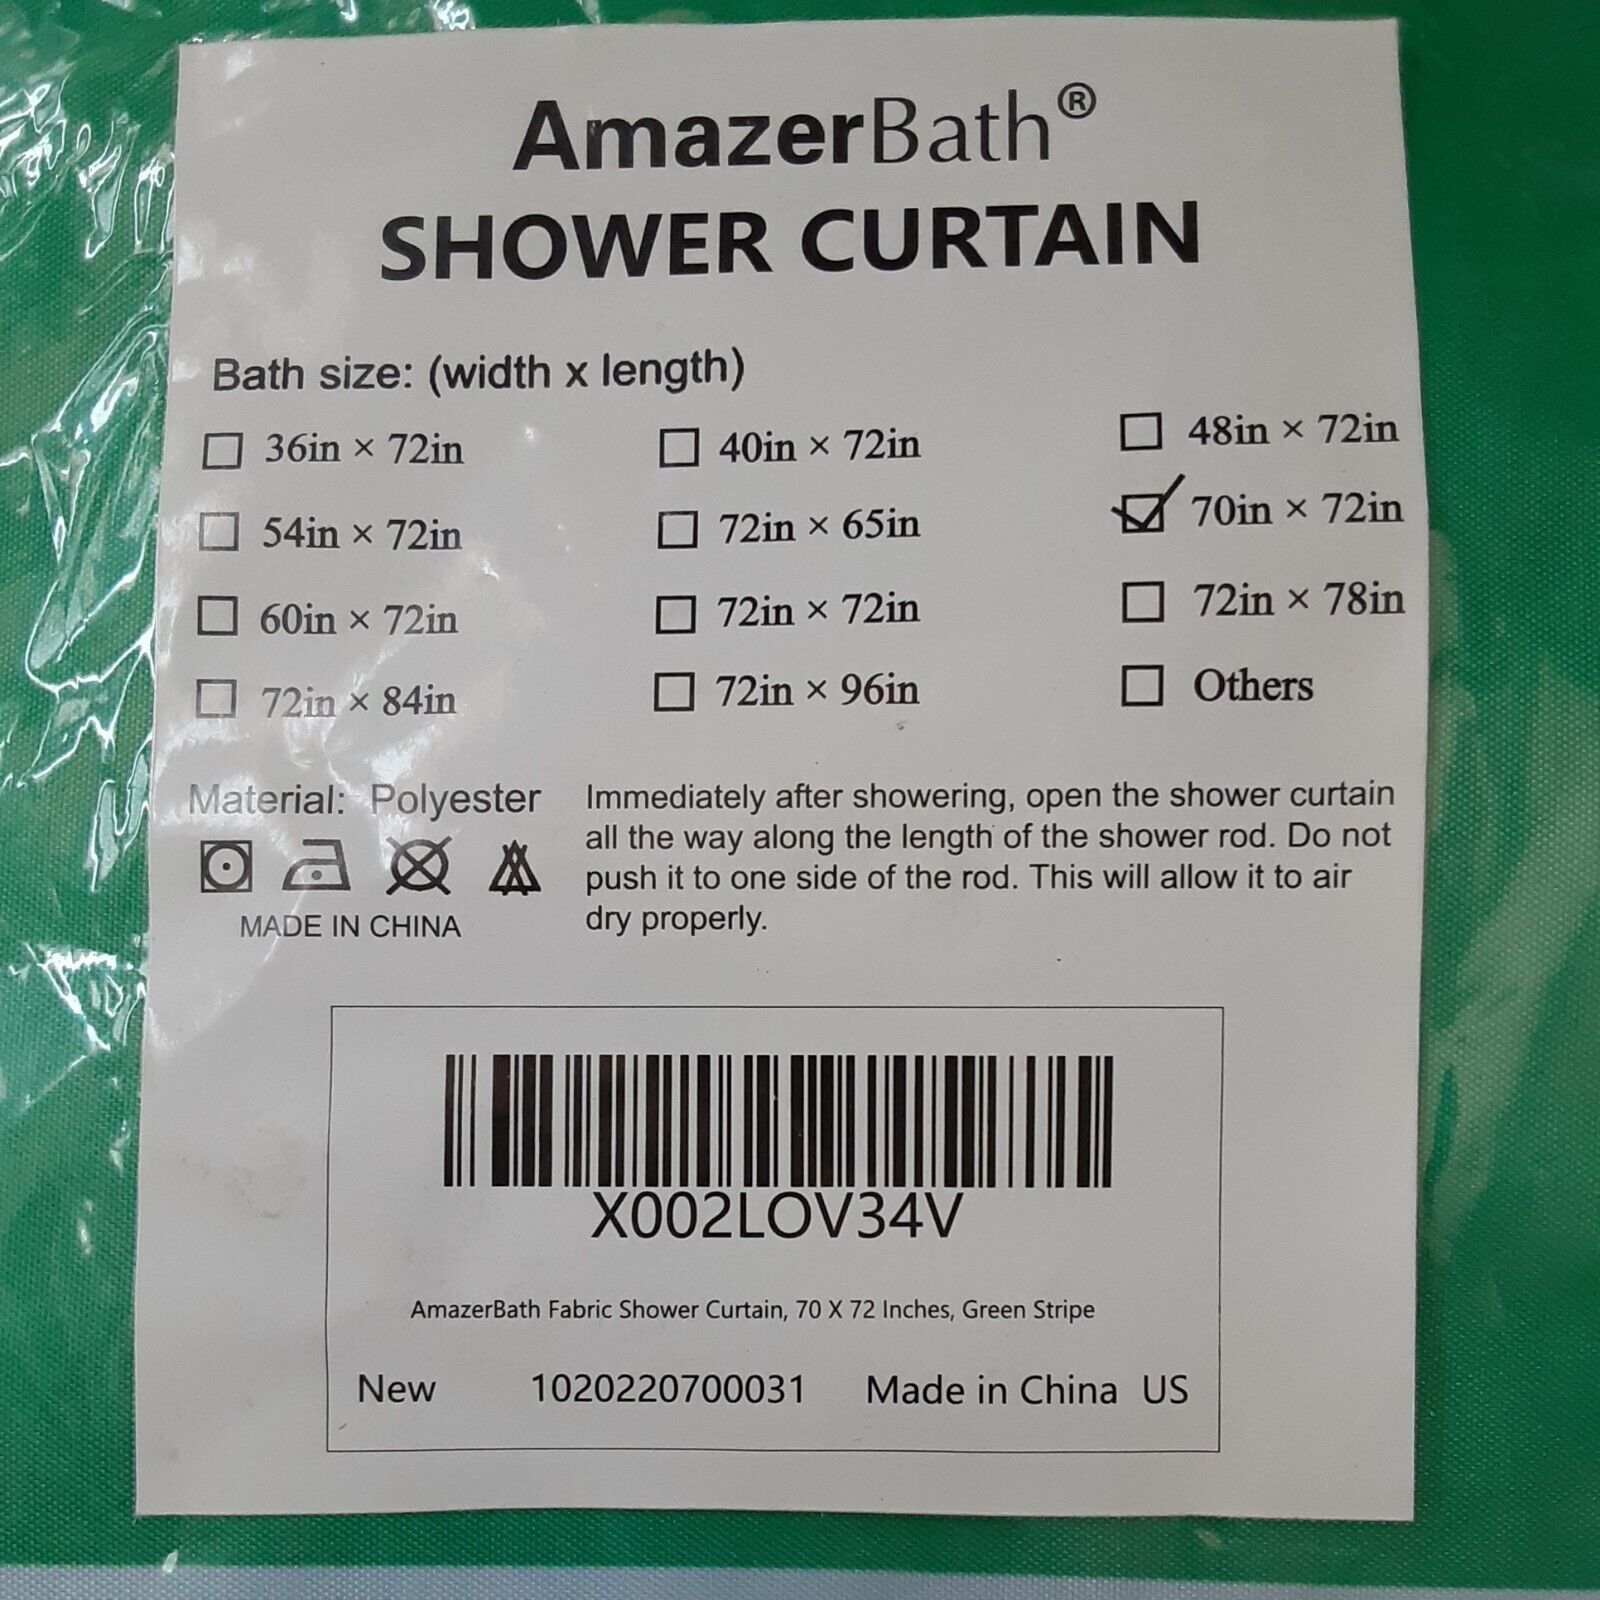 AmazerBath®
SHOWER CURTAIN
Bath size: (width x length)
36in × 72in 40in × 72in 48in × 72in
54in × 72in 72in × 65in 70in × 72in
60in × 72in 72in × 72in 72in × 78in
72in × 84in 72in × 96in Others
Material: Polyester
MADE IN CHINA
Immediately after showering, open the shower curtain
all the way along the length of the shower rod. Do not
push it to one side of the rod. This will allow it to air
dry properly.
X002LOV34V
AmazerBath Fabric Shower Curtain, 70 X 72 Inches, Green Stripe
New 1020220700031 Made in China US